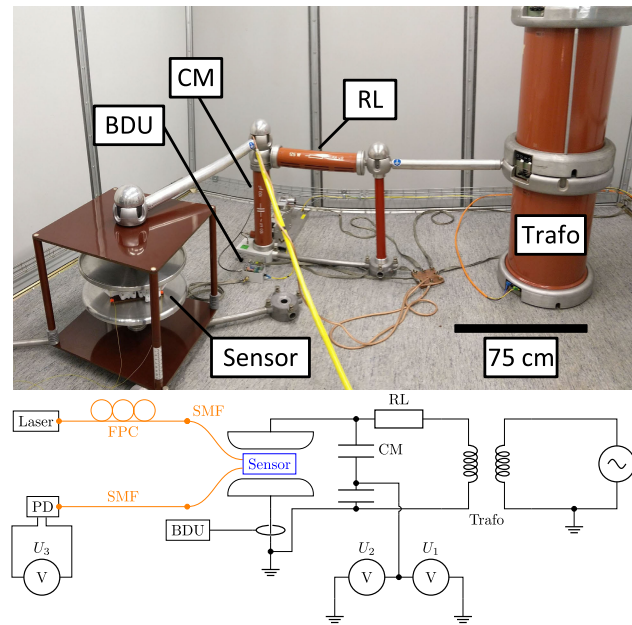 CM
RL
BDU
Trafo
Sensor
75 cm
RL
SMF
Laser
FPC
CM
Sensor
SMF
PD
Trafo
BDU
U3
U2
U1
V
V
V